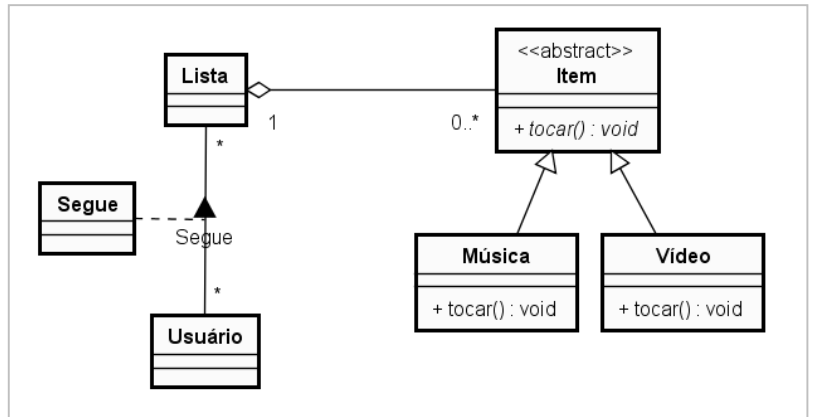 <<abstract>>
Lista
Item
1
0..*
+ tocar() : void
*
Segue
Segue
Música
Vídeo
+ tocar() : void
+ tocar() : void
*
Usuário